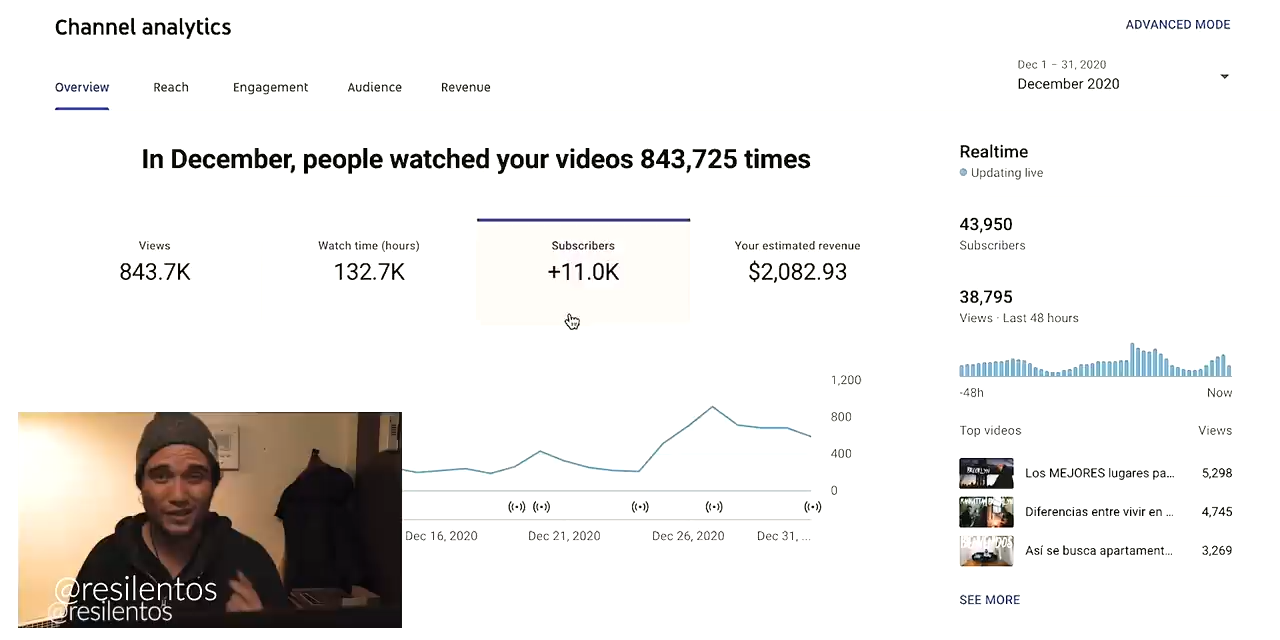 Channel analytics
ADVANCED MODE
Overview
Reach
Engagement
Audience
Revenue
Dec 1 – 31, 2020
December 2020
In December, people watched your videos 843,725 times
Views
843.7K
Watch time (hours)
132.7K
Subscribers
+11.0K
Your estimated revenue
$2,082.93
1,200
800
400
0
Dec 16, 2020
Dec 21, 2020
Dec 26, 2020
Dec 31, ...
Realtime
Updating live
43,950
Subscribers
38,795
Views · Last 48 hours
-48h
Now
Top videos
Views
BROOKLYN
Los MEJORES lugares pa...
5,298
Diferencias entre vivir en ...
4,745
Así se busca apartament...
3,269
SEE MORE
@resilentos
@resilentos